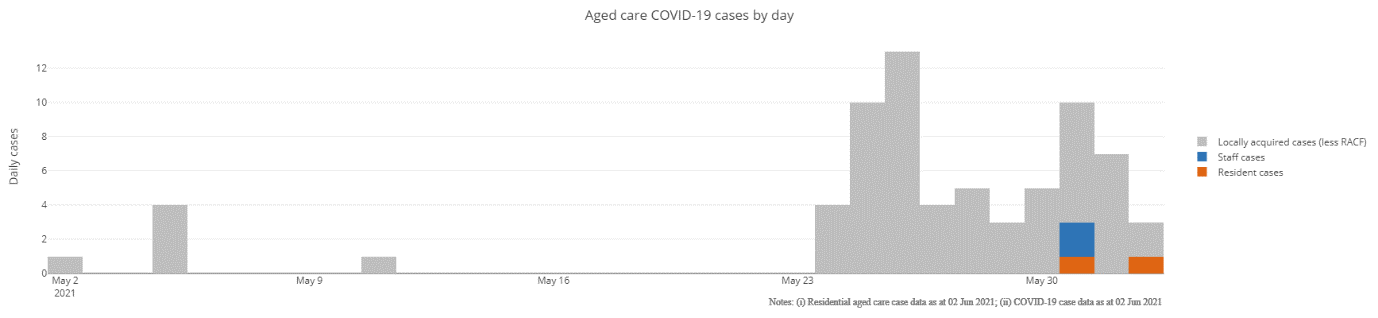 Aged care COVID-19 cases by day
Daily cases
12
10
8
6
4
2
0
May 2
2021
May 9
May 16
May 23
May 30
Locally acquired cases (less RACF)
Staff cases
Resident cases
Notes: (i) Residential aged care case data as at 02 Jun 2021; (ii) COVID-19 case data as at 02 Jun 2021